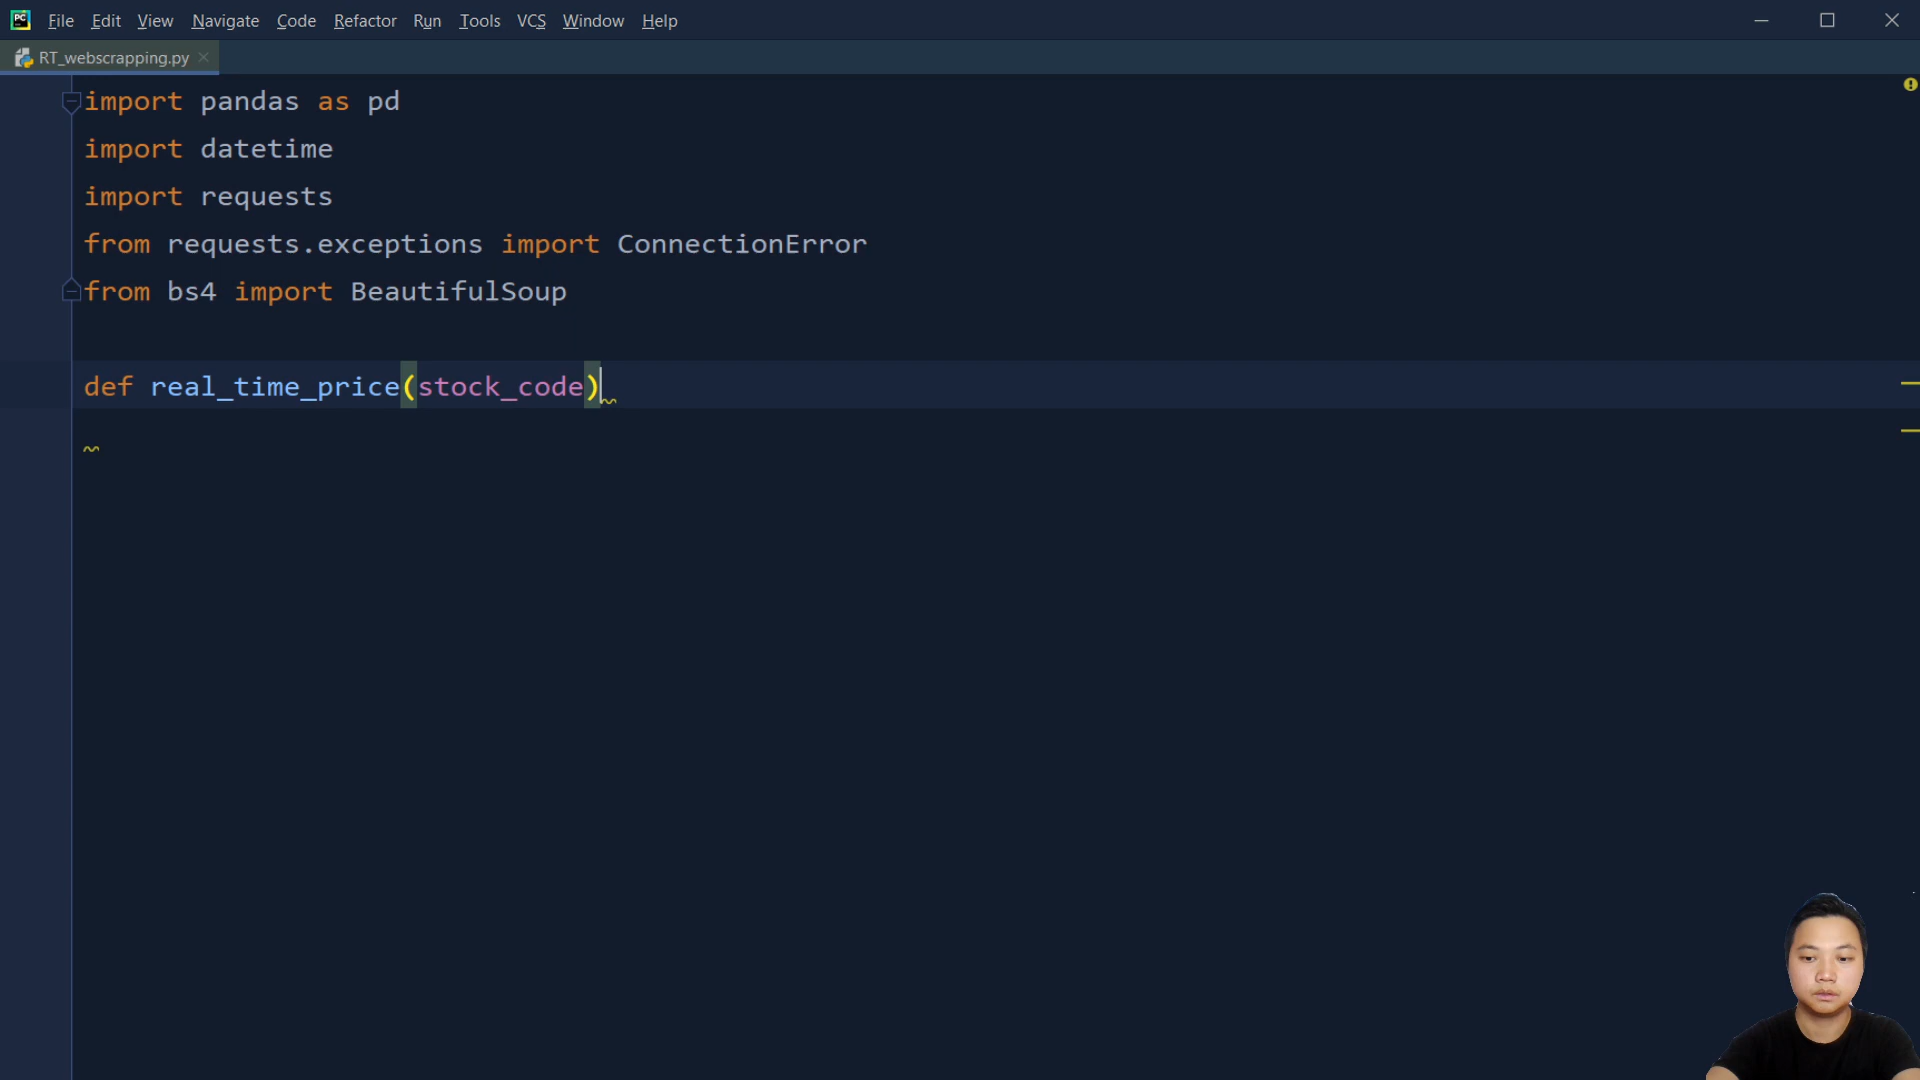 PC File Edit View Navigate Code Refactor Run Tools VCS Window Help
RT_webscrapping.py
import pandas as pd
import datetime
import requests
from requests.exceptions import ConnectionError
from bs4 import BeautifulSoup
def real_time_price(stock_code)